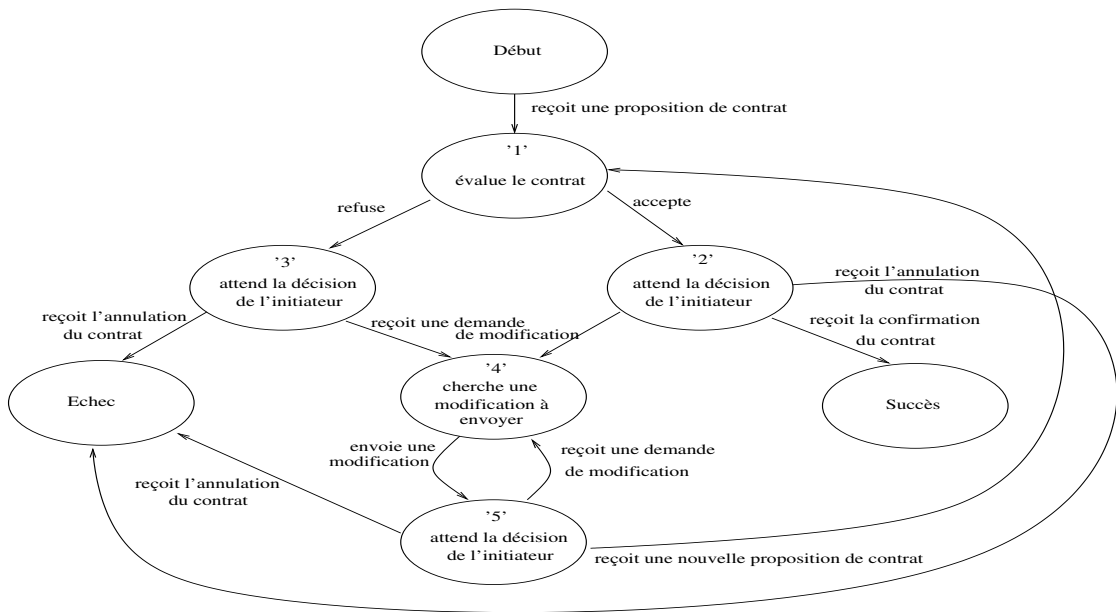 Début
reçoit une proposition de contrat
'1'
évalue le contrat
refuse
accepte
'3'
attend la décision
de l'initiateur
'2'
attend la décision
de l'initiateur
reçoit l'annulation
du contrat
reçoit l'annulation
du contrat
reçoit une demande
de modification
reçoit la confirmation
du contrat
'4'
cherche une
modification à
envoyer
Echec
Succès
envoie une
modification
reçoit une demande
de modification
reçoit l'annulation
du contrat
'5'
attend la décision
de l'initiateur
reçoit une nouvelle proposition de contrat